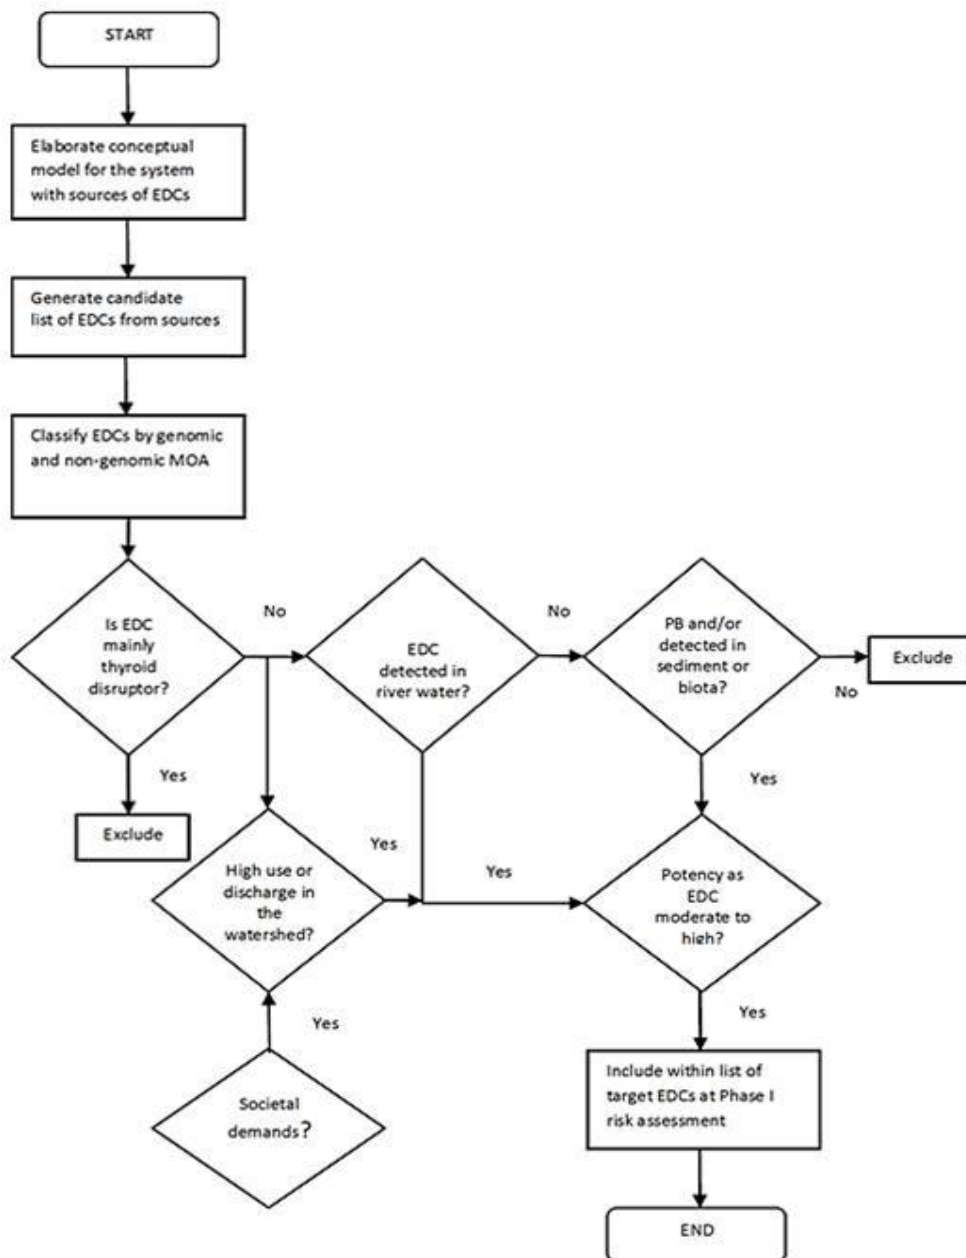 START
Elaborate conceptual
model for the system
with sources of EDCs
Generate candidate
list of EDCs from sources
Classify EDCs by genomic
and non-genomic MOA
Is EDC
mainly
thyroid
disruptor?
No
EDC
detected in
river water?
No
PB and/or
detected in
sediment or
biota?
Exclude
No
Yes
Exclude
Yes
High use or
discharge in
the
watershed?
Yes
Yes
Potency as
EDC
moderate to
high?
Yes
Yes
Societal
demands?
Include within list of
target EDCs at Phase I
risk assessment
END